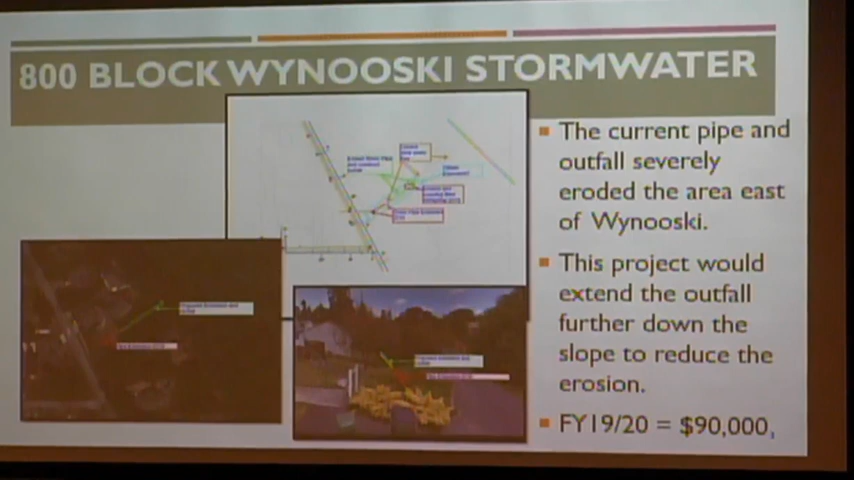 800 BLOCK WYNOOSKI STORMWATER
The current pipe and
outfall severely
eroded the area east
of Wynooski.
This project would
extend the outfall
further down the
slope to reduce the
erosion.
FY19/20 = $90,000,